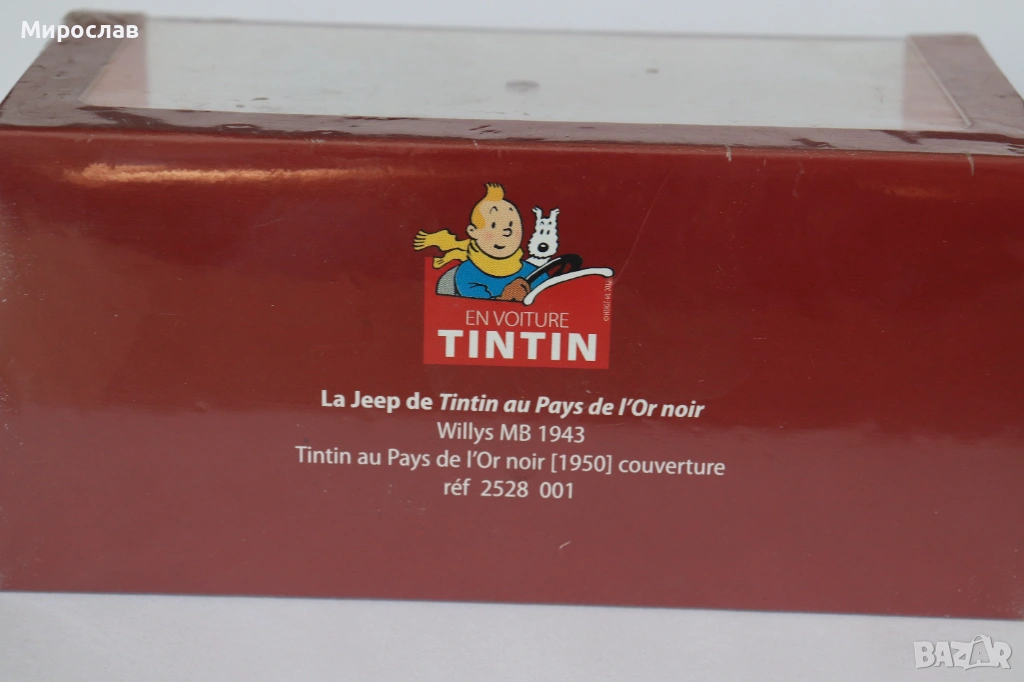 Мирослав
EN VOITURE
TINTIN
La Jeep de Tintin au Pays de l'Or noir
Willys MB 1943
Tintin au Pays de l'Or noir [1950] couverture
réf 2528 001
BAZAR